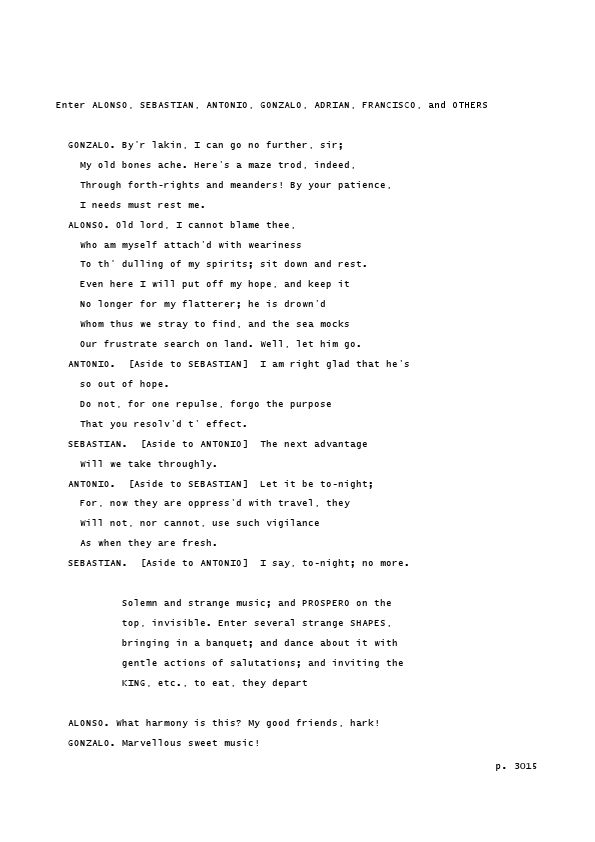 Enter ALONSO, SEBASTIAN, ANTONIO, GONZALO, ADRIAN, FRANCISCO, and OTHERS
GONZALO. By'r lakin, I can go no further, sir;
My old bones ache. Here's a maze trod, indeed,
Through forth-rights and meanders! By your patience,
I needs must rest me.
ALONSO. Old lord, I cannot blame thee,
Who am myself attach'd with weariness
To th' dulling of my spirits; sit down and rest.
Even here I will put off my hope, and keep it
No longer for my flatterer; he is drown'd
Whom thus we stray to find, and the sea mocks
Our frustrate search on land. Well, let him go.
ANTONIO.  [Aside to SEBASTIAN]  I am right glad that he's
so out of hope.
Do not, for one repulse, forgo the purpose
That you resolv'd t' effect.
SEBASTIAN.  [Aside to ANTONIO]  The next advantage
Will we take throughly.
ANTONIO.  [Aside to SEBASTIAN]  Let it be to-night;
For, now they are oppress'd with travel, they
Will not, nor cannot, use such vigilance
As when they are fresh.
SEBASTIAN.  [Aside to ANTONIO]  I say, to-night; no more.
Solemn and strange music; and PROSPERO on the
top, invisible. Enter several strange SHAPES,
bringing in a banquet; and dance about it with
gentle actions of salutations; and inviting the
KING, etc., to eat, they depart
ALONSO. What harmony is this? My good friends, hark!
GONZALO. Marvellous sweet music!
p. 3015